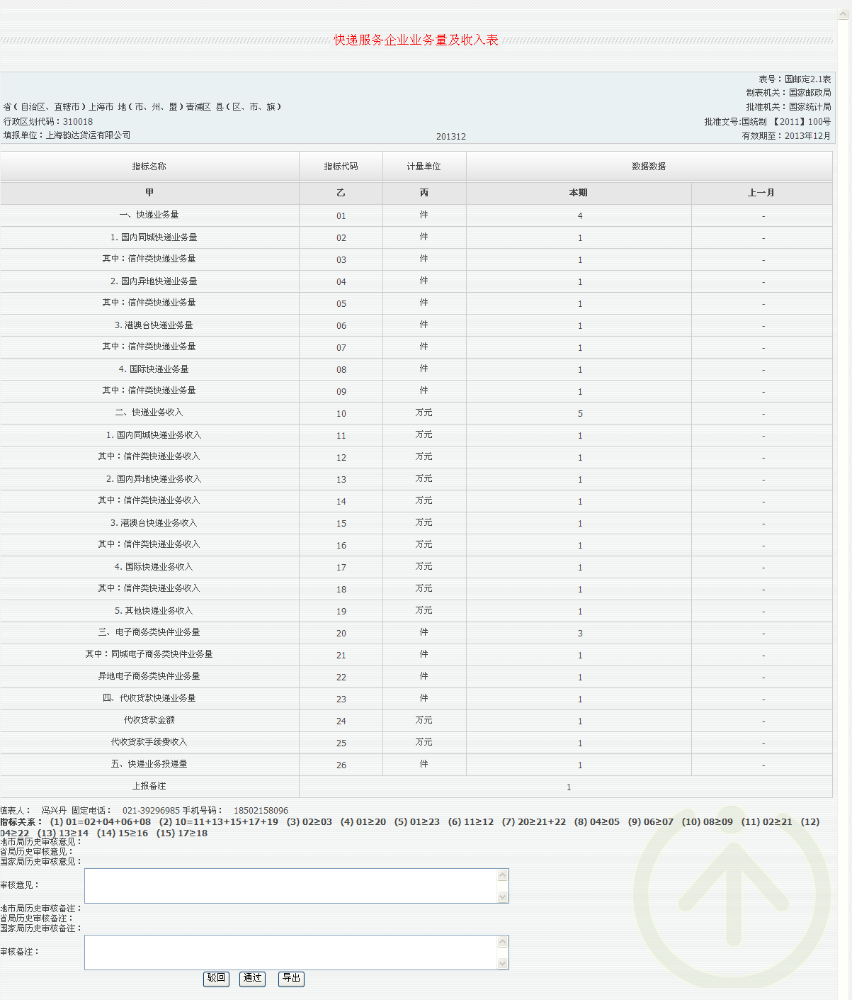 快递服务企业业务量及收入表
表号：国邮定2.1表
制表机关：国家邮政局
省（自治区、直辖市）上海市 地（市、州、盟）青浦区 县（区、市、旗）
批准机关：国家统计局
行政区划代码：310018
批准文号:国统制 【2011】100号
填报单位：上海韵达货运有限公司
201312
有效期至：2013年12月
指标名称 指标代码 计量单位 数据数据
甲 乙 丙 本期 上一月
一、快递业务量 01 件 4 -
1. 国内同城快递业务量 02 件 1 -
其中：信件类快递业务量 03 件 1 -
2. 国内异地快递业务量 04 件 1 -
其中：信件类快递业务量 05 件 1 -
3. 港澳台快递业务量 06 件 1 -
其中：信件类快递业务量 07 件 1 -
4. 国际快递业务量 08 件 1 -
其中：信件类快递业务量 09 件 1 -
二、快递业务收入 10 万元 5 -
1. 国内同城快递业务收入 11 万元 1 -
其中：信件类快递业务收入 12 万元 1 -
2. 国内异地快递业务收入 13 万元 1 -
其中：信件类快递业务收入 14 万元 1 -
3. 港澳台快递业务收入 15 万元 1 -
其中：信件类快递业务收入 16 万元 1 -
4. 国际快递业务收入 17 万元 1 -
其中：信件类快递业务收入 18 万元 1 -
5. 其他快递业务收入 19 万元 1 -
三、电子商务类快件业务量 20 件 3 -
其中：同城电子商务类快件业务量 21 件 1 -
异地电子商务类快件业务量 22 件 1 -
四、代收货款快递业务量 23 件 1 -
代收货款金额 24 万元 1 -
代收货款手续费收入 25 万元 1 -
五、快递业务投递量 26 件 1 -
上报备注 1
填表人： 冯兴丹 固定电话： 021-39296985 手机号码： 18502158096
指标关系： (1) 01=02+04+06+08 (2) 10=11+13+15+17+19 (3) 02≥03 (4) 01≥20 (5) 01≥23 (6) 11≥12 (7) 20≥21+22 (8) 04≥05 (9) 06≥07 (10) 08≥09 (11) 02≥21 (12)
04≥22 (13) 13≥14 (14) 15≥16 (15) 17≥18
地市局历史审核意见：
省局历史审核意见：
国家局历史审核意见：
审核意见：
地市局历史审核备注：
省局历史审核备注：
国家局历史审核备注：
审核备注：
驳回 通过 导出